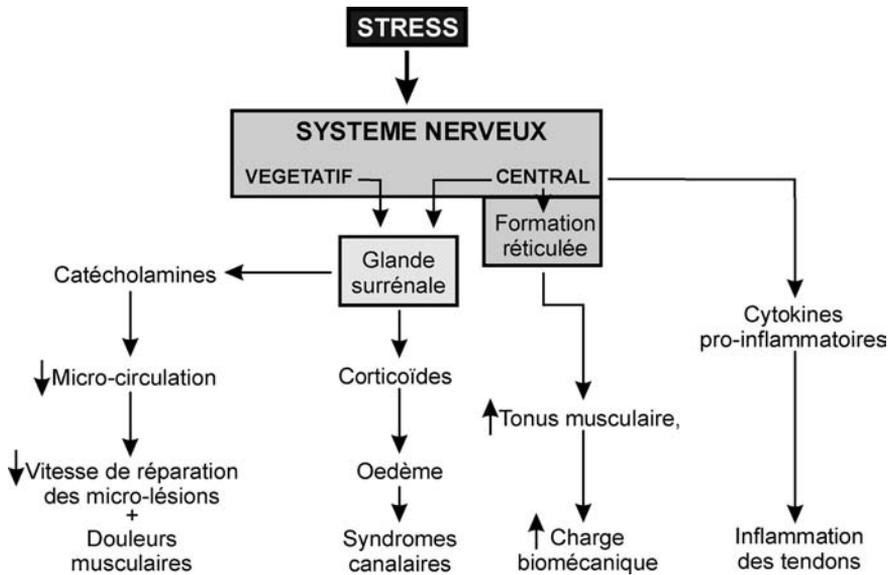 STRESS
SYSTEME NERVEUX
VEGETATIF
CENTRAL
Formation
réticulée
Glande
surrénale
Catécholamines
Micro-circulation
Vitesse de réparation
des micro-lésions
+
Douleurs
musculaires
Corticoïdes
Oedème
Syndromes
canalaires
Tonus musculaire,
Charge
biomécanique
Cytokines
pro-inflammatoires
Inflammation
des tendons